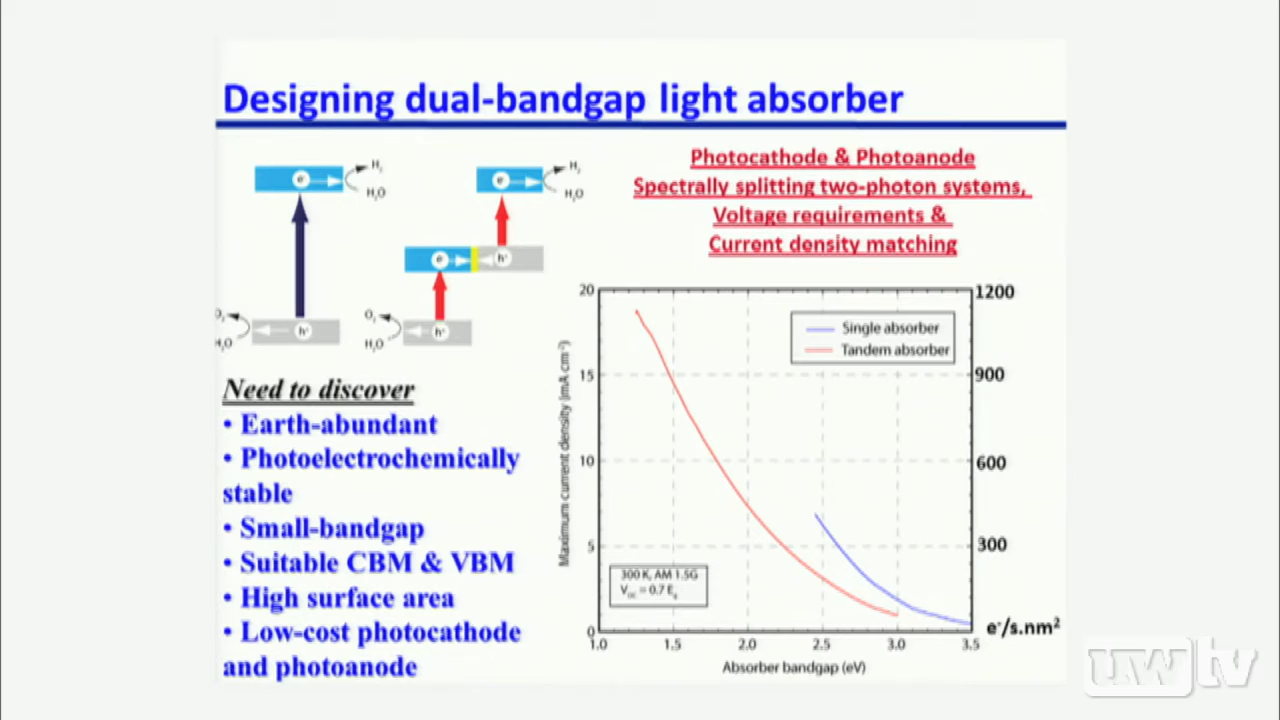 Designing dual-bandgap light absorber
H₂
H₂O
e⁻
H₂
H₂O
e⁻
e⁻
h⁺
O₂
H₂O
h⁺
O₂
H₂O
h⁺
Photocathode & Photoanode
Spectrally splitting two-photon systems,
Voltage requirements &
Current density matching
Need to discover
• Earth-abundant
• Photoelectrochemically
stable
• Small-bandgap
• Suitable CBM & VBM
• High surface area
• Low-cost photocathode
and photoanode
Maximum current density (mA cm⁻²)
20
15
10
5
0
1200
900
600
300
e⁻/s.nm²
Single absorber
Tandem absorber
300 K, AM 1.5G
V_oc = 0.7 E_g
1.0 1.5 2.0 2.5 3.0 3.5
Absorber bandgap (eV)
uwtv